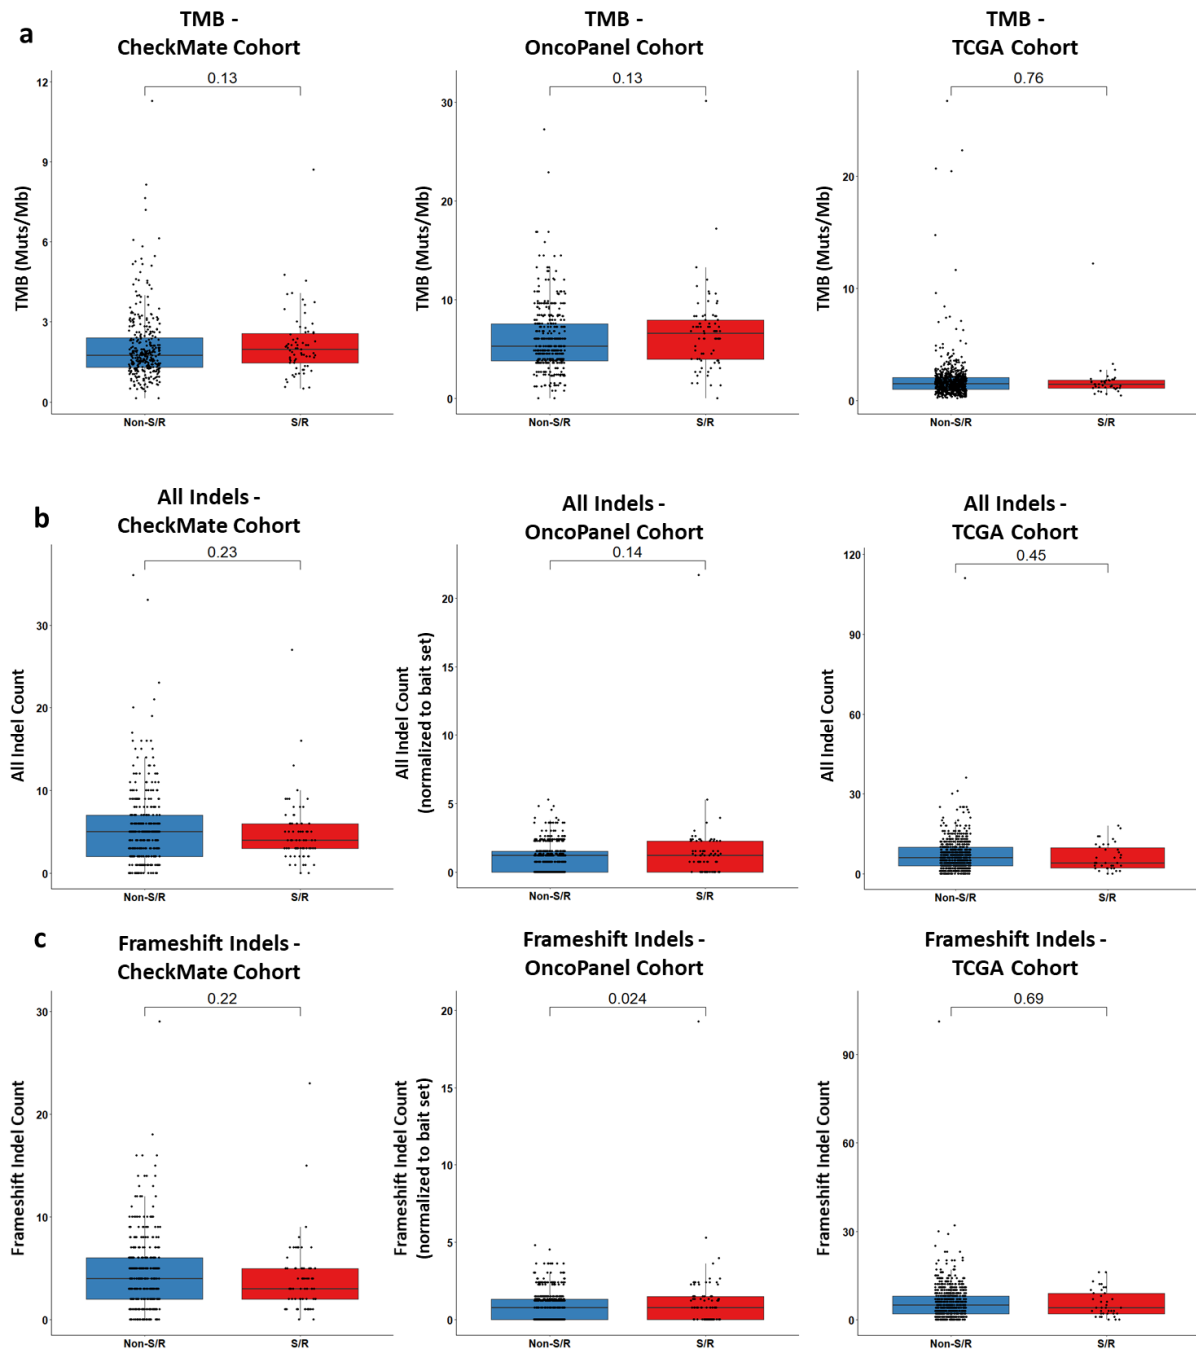 a
TMB -
CheckMate Cohort
0.13
12
9
6
3
0
TMB (Muts/Mb)
Non-S/R
S/R
TMB -
OncoPanel Cohort
0.13
30
20
10
0
TMB (Muts/Mb)
Non-S/R
S/R
TMB -
TCGA Cohort
0.76
20
10
0
TMB (Muts/Mb)
Non-S/R
S/R
b
All Indels -
CheckMate Cohort
0.23
30
20
10
0
All Indel Count
Non-S/R
S/R
All Indels -
OncoPanel Cohort
0.14
20
15
10
5
0
All Indel Count
(normalized to bait set)
Non-S/R
S/R
All Indels -
TCGA Cohort
0.45
120
90
60
30
0
All Indel Count
Non-S/R
S/R
c
Frameshift Indels -
CheckMate Cohort
0.22
30
20
10
0
Frameshift Indel Count
Non-S/R
S/R
Frameshift Indels -
OncoPanel Cohort
0.024
20
15
10
5
0
Frameshift Indel Count
(normalized to bait set)
Non-S/R
S/R
Frameshift Indels -
TCGA Cohort
0.69
90
60
30
0
Frameshift Indel Count
Non-S/R
S/R